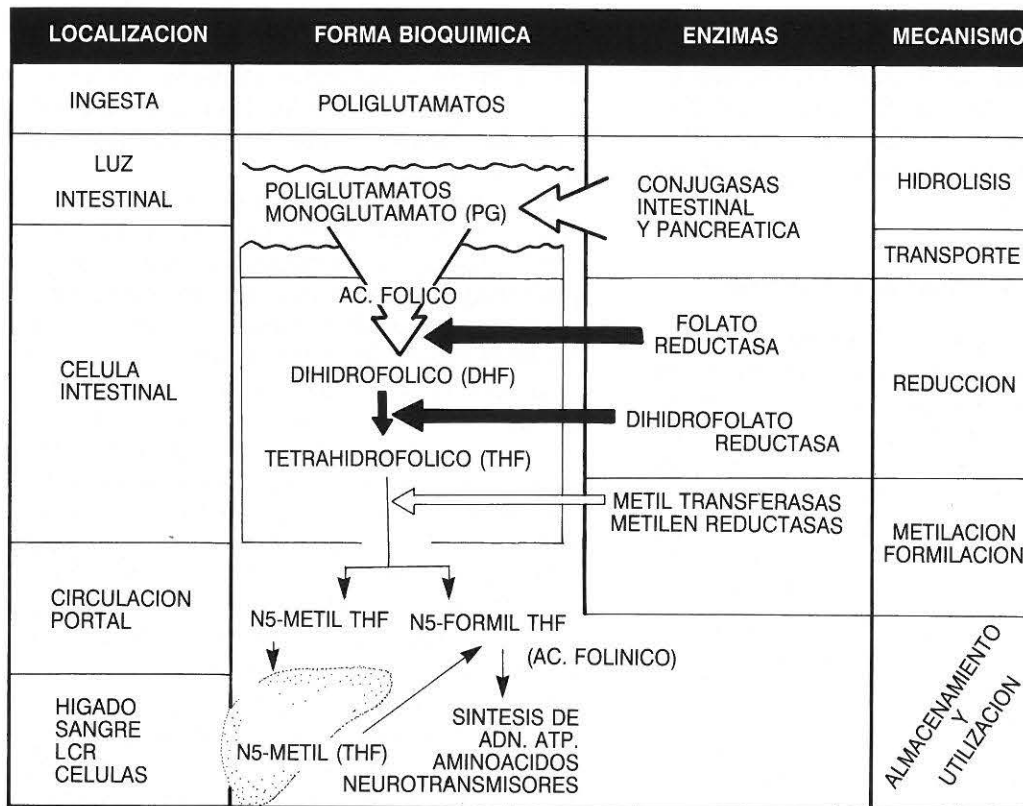 LOCALIZACION
FORMA BIOQUIMICA
ENZIMAS
MECANISMO
INGESTA
POLIGLUTAMATOS
LUZ
INTESTINAL
POLIGLUTAMATOS
MONOGLUTAMATO (PG)
CONJUGASAS
INTESTINAL
Y PANCREATICA
HIDROLISIS
TRANSPORTE
CELULA
INTESTINAL
AC. FOLICO
FOLATO
REDUCTASA
DIHIDROFOLICO (DHF)
REDUCCION
DIHIDROFOLATO
REDUCTASA
TETRAHIDROFOLICO (THF)
METIL TRANSFERASAS
METILEN REDUCTASAS
METILACION
FORMILACION
CIRCULACION
PORTAL
N5-METIL THF
N5-FORMIL THF
(AC. FOLINICO)
HIGADO
SANGRE
LCR
CELULAS
N5-METIL (THF)
SINTESIS DE
ADN. ATP.
AMINOACIDOS
NEUROTRANSMISORES
ALMACENAMIENTO
Y
UTILIZACION